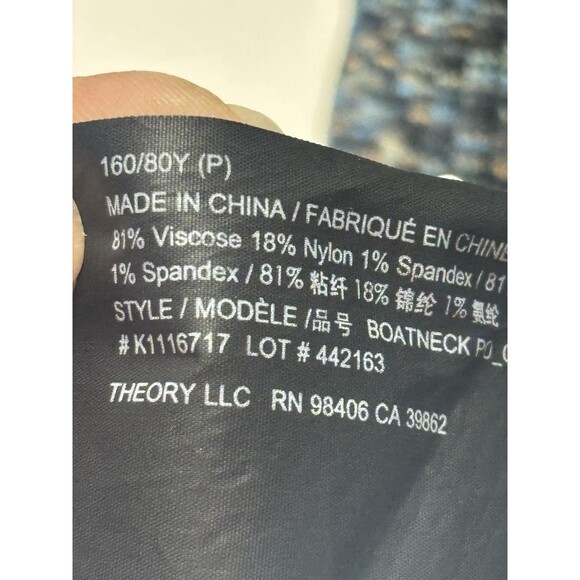 160/80Y (P)
MADE IN CHINA / FABRIQUÉ EN CHINE
81% Viscose 18% Nylon 1% Spandex / 81
1% Spandex / 81% 粘纤 18% 锦纶 1% 氨纶
STYLE / MODÈLE /品号 BOATNECK PO_
#K1116717 LOT # 442163
THEORY LLC RN 98406 CA 39862